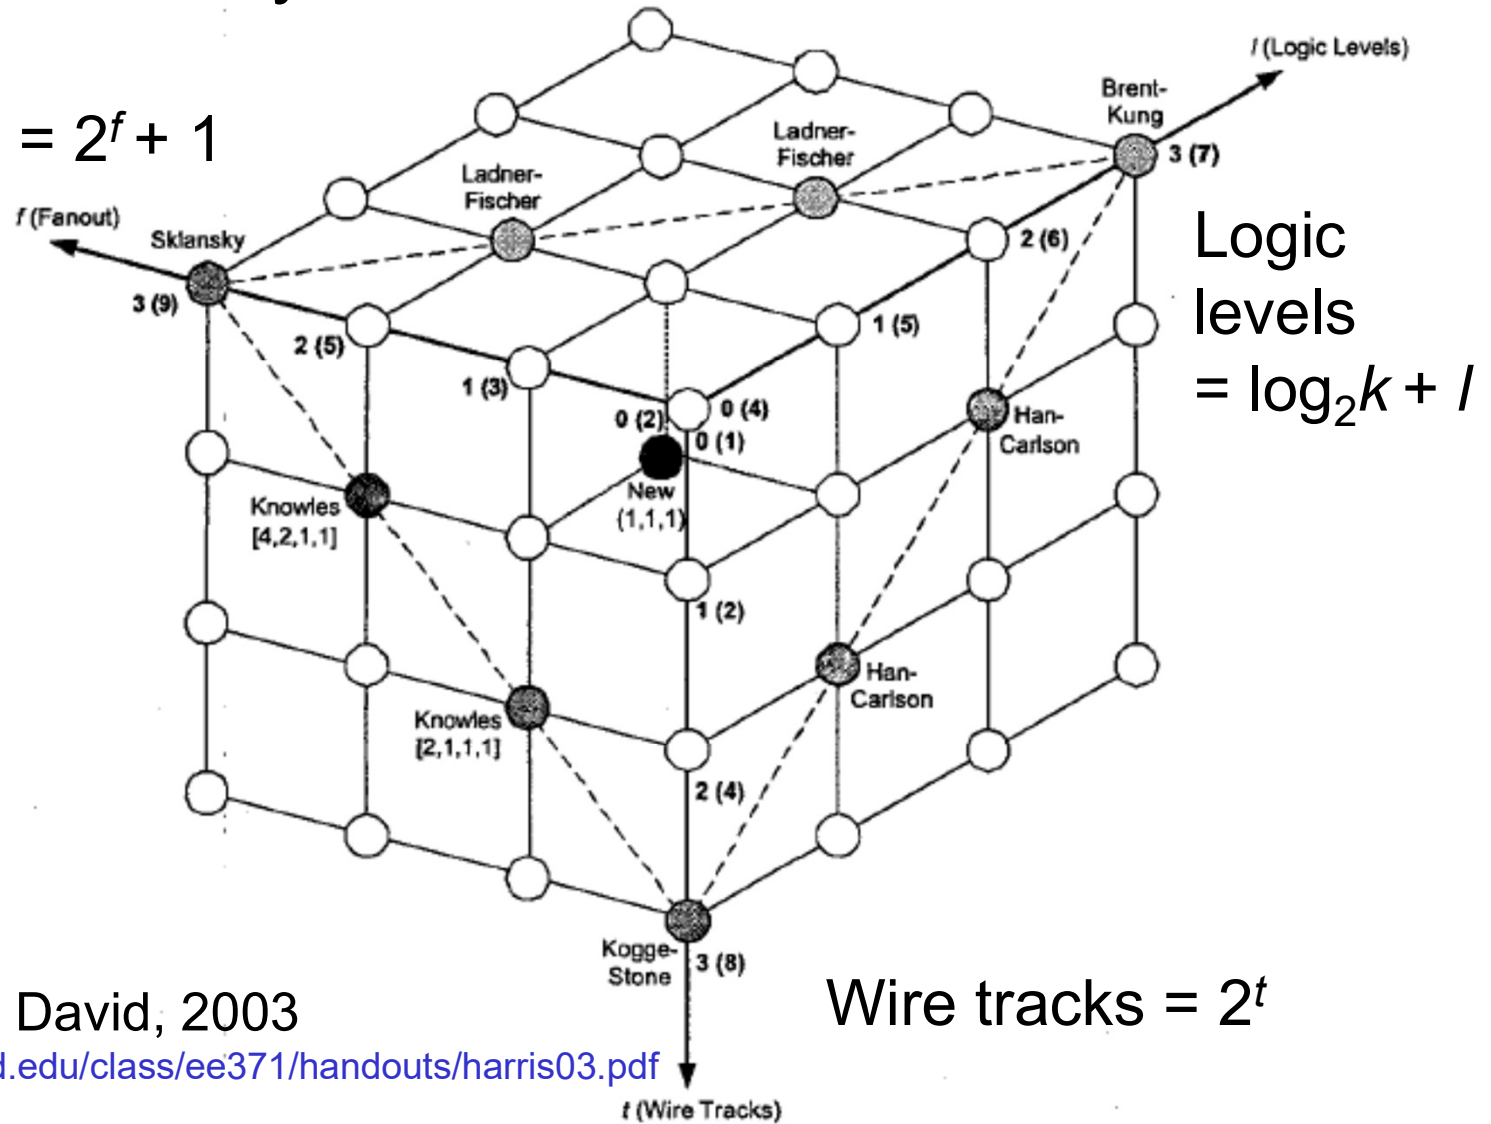 = 2^f + 1
l (Logic Levels)
Brent-
Kung
3 (7)
Ladner-
Fischer
Ladner-
Fischer
f (Fanout)
Sklansky
3 (9)
2 (6)
Logic
levels
= log₂k + l
2 (5)
1 (5)
1 (3)
0 (2)
0 (4)
0 (1)
Han-
Carlson
New
(1,1,1)
Knowles
[4,2,1,1]
1 (2)
Han-
Carlson
Knowles
[2,1,1,1]
2 (4)
Kogge-
Stone
3 (8)
David, 2003
Wire tracks = 2^t
d.edu/class/ee371/handouts/harris03.pdf
t (Wire Tracks)